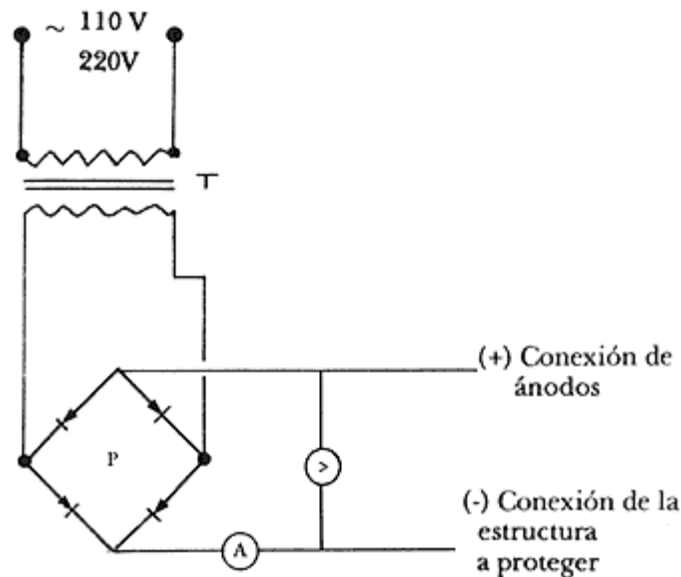 ~ 110 V
220V
T
(+) Conexión de
ánodos
P
>
(-) Conexión de la
estructura
a proteger
A